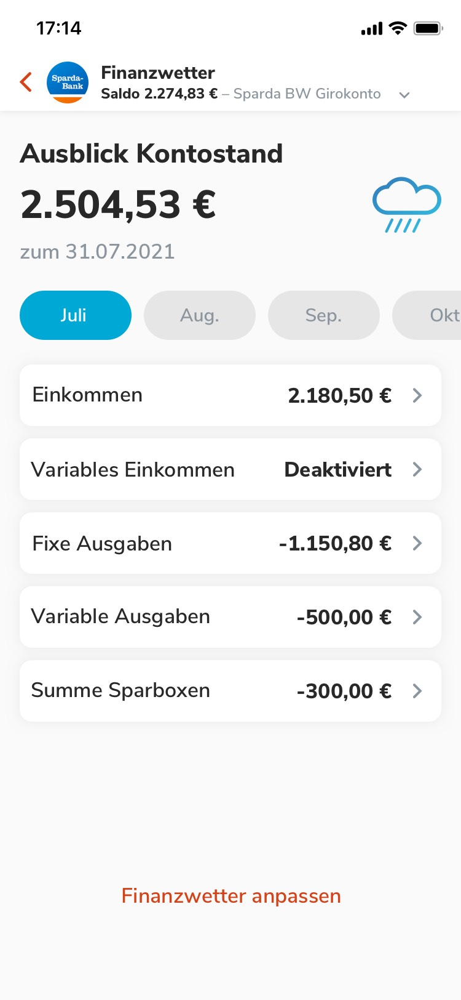 17:14
Sparda-
Bank
Finanzwetter
Saldo 2.274,83 € – Sparda BW Girokonto
Ausblick Kontostand
2.504,53 €
zum 31.07.2021
Juli Aug. Sep. Okt
Einkommen 2.180,50 €
Variables Einkommen Deaktiviert
Fixe Ausgaben -1.150,80 €
Variable Ausgaben -500,00 €
Summe Sparboxen -300,00 €
Finanzwetter anpassen